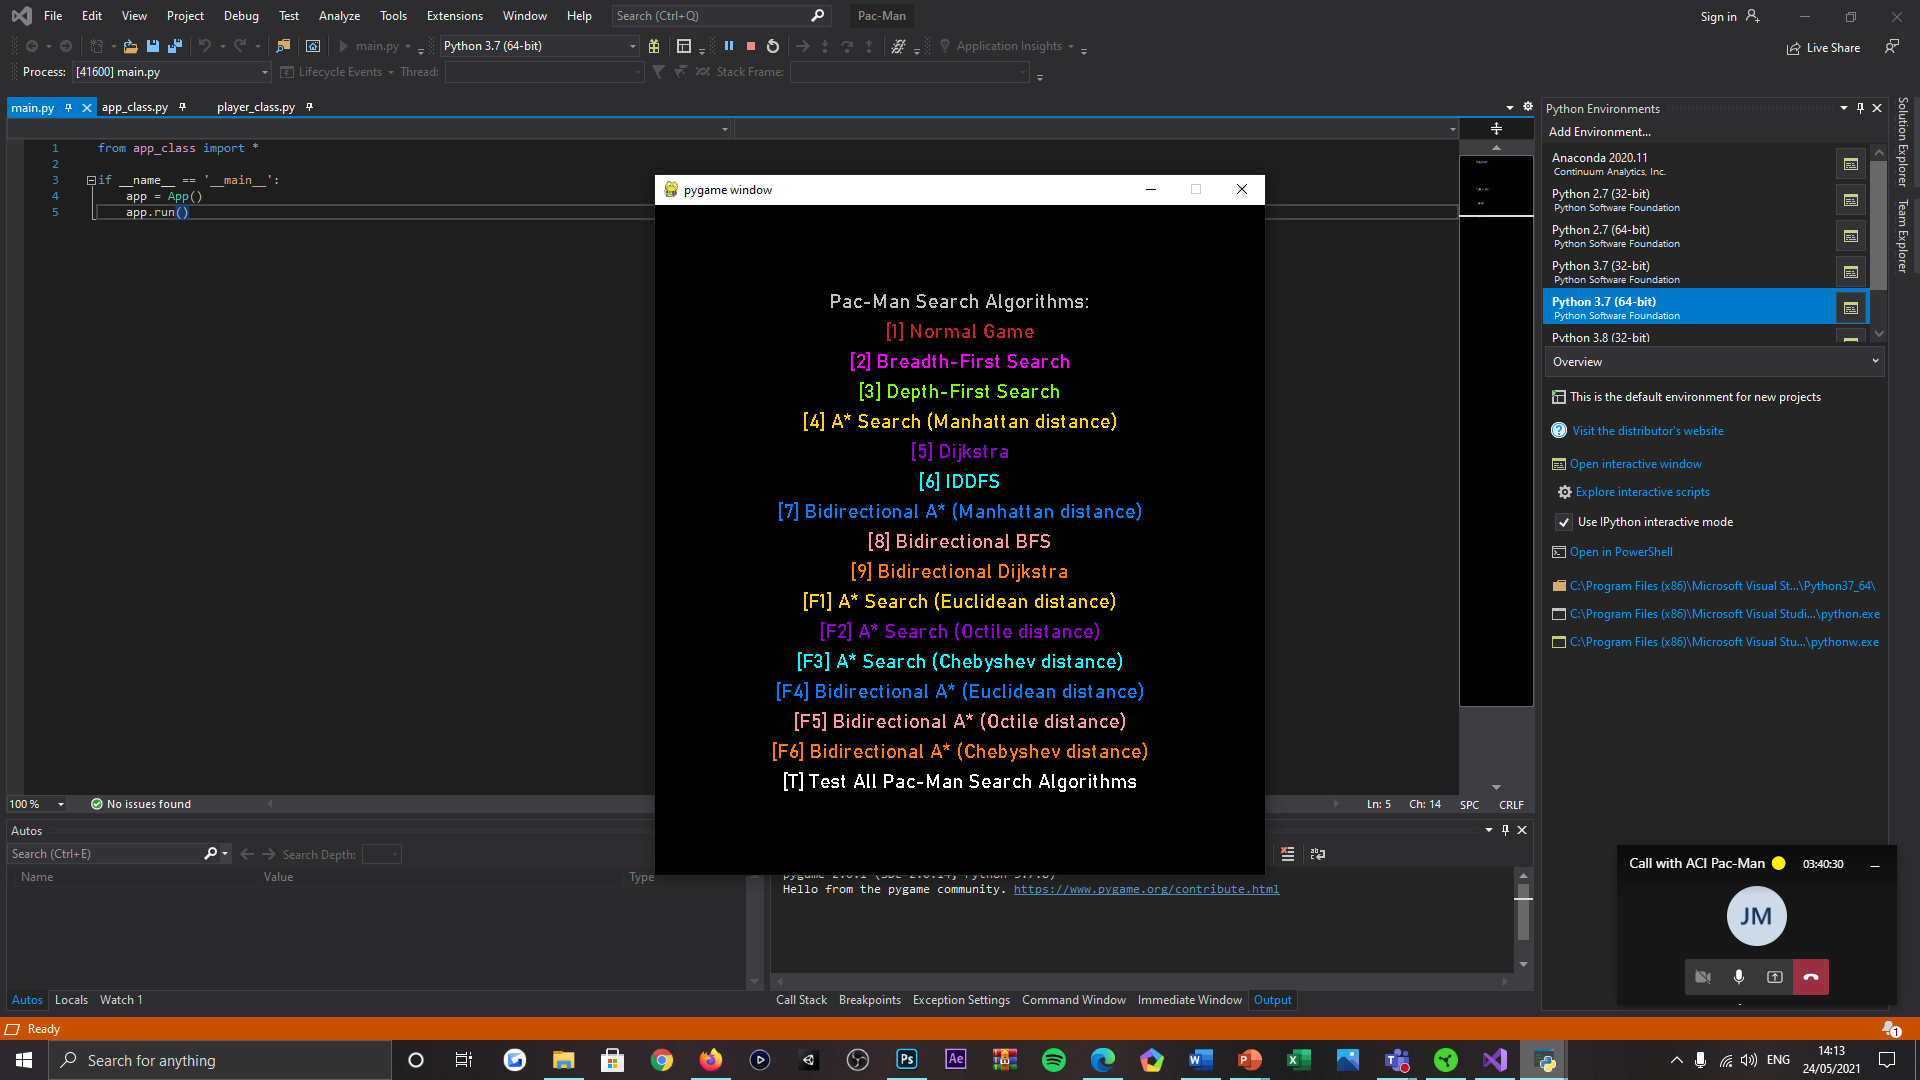 File Edit View Project Debug Test Analyze Tools Extensions Window Help Search (Ctrl+Q) Pac-Man Sign in
main.py Python 3.7 (64-bit) Application Insights Live Share
Process: [41600] main.py Lifecycle Events Thread: Stack Frame:
main.py app_class.py player_class.py
1 from app_class import *
2
3 if __name__ == '__main__':
4 app = App()
5 app.run()
pygame window
Pac-Man Search Algorithms:
[1] Normal Game
[2] Breadth-First Search
[3] Depth-First Search
[4] A* Search (Manhattan distance)
[5] Dijkstra
[6] IDDFS
[7] Bidirectional A* (Manhattan distance)
[8] Bidirectional BFS
[9] Bidirectional Dijkstra
[F1] A* Search (Euclidean distance)
[F2] A* Search (Octile distance)
[F3] A* Search (Chebyshev distance)
[F4] Bidirectional A* (Euclidean distance)
[F5] Bidirectional A* (Octile distance)
[F6] Bidirectional A* (Chebyshev distance)
[T] Test All Pac-Man Search Algorithms
Python Environments
Add Environment...
Anaconda 2020.11
Continuum Analytics, Inc.
Python 2.7 (32-bit)
Python Software Foundation
Python 2.7 (64-bit)
Python Software Foundation
Python 3.7 (32-bit)
Python Software Foundation
Python 3.7 (64-bit)
Python Software Foundation
Python 3.8 (32-bit)
Overview
This is the default environment for new projects
Visit the distributor's website
Open interactive window
Explore interactive scripts
Use IPython interactive mode
Open in PowerShell
C:\Program Files (x86)\Microsoft Visual St...\Python37_64\
C:\Program Files (x86)\Microsoft Visual Studi...\python.exe
C:\Program Files (x86)\Microsoft Visual Stu...\pythonw.exe
Solution Explorer
Team Explorer
100 % No issues found Ln: 5 Ch: 14 SPC CRLF
Autos
Search (Ctrl+E) Search Depth:
Name Value Type
Hello from the pygame community. https://www.pygame.org/contribute.html
Autos Locals Watch 1
Call Stack Breakpoints Exception Settings Command Window Immediate Window Output
Call with ACI Pac-Man 03:40:30
JM
Ready 1
Search for anything
Ps Ae
ENG 14:13
24/05/2021